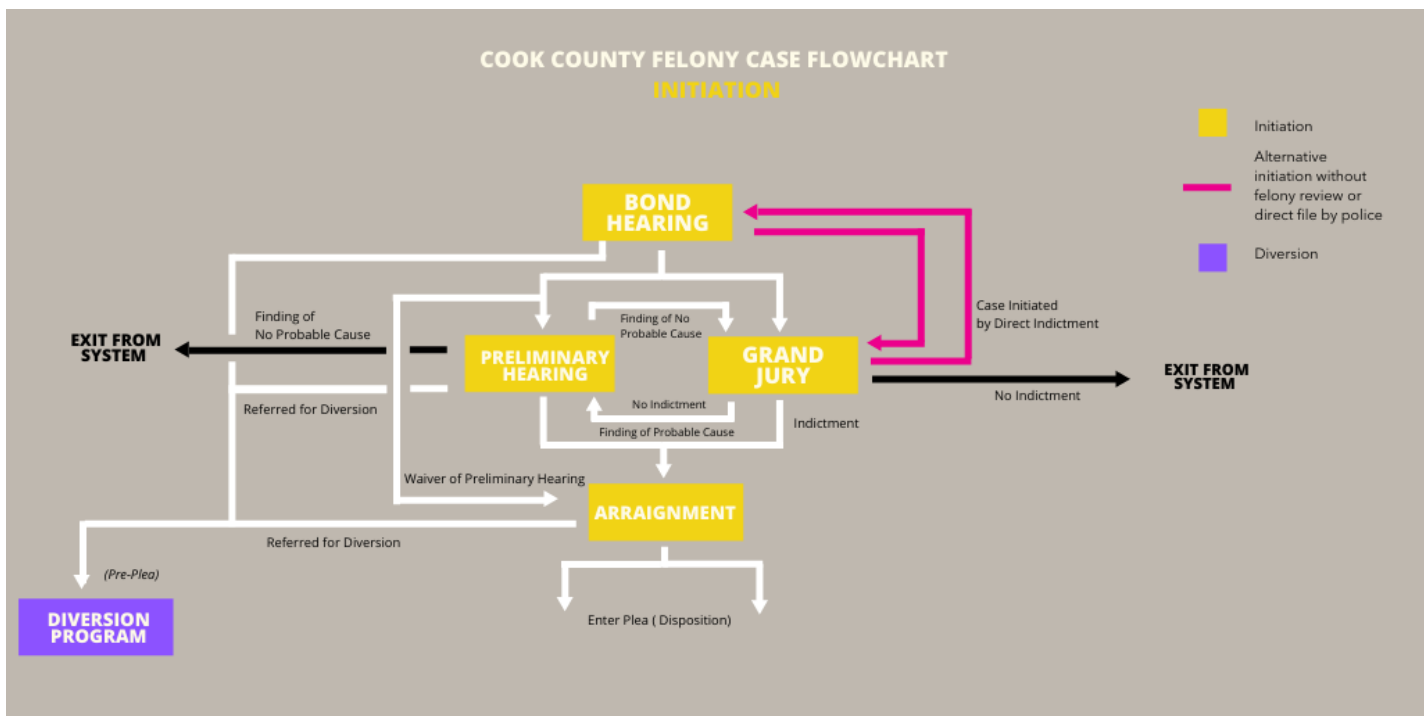 COOK COUNTY FELONY CASE FLOWCHART
INITIATION
Initiation
Alternative
initiation without
felony review or
direct file by police
Diversion
BOND
HEARING
Finding of
No Probable Cause
EXIT FROM
SYSTEM
Finding of No
Probable Cause
Case Initiated
by Direct Indictment
PRELIMINARY
HEARING
GRAND
JURY
EXIT FROM
SYSTEM
No Indictment
Referred for Diversion
No Indictment
Finding of Probable Cause
Indictment
Waiver of Preliminary Hearing
ARRAIGNMENT
Referred for Diversion
(Pre-Plea)
DIVERSION
PROGRAM
Enter Plea ( Disposition)